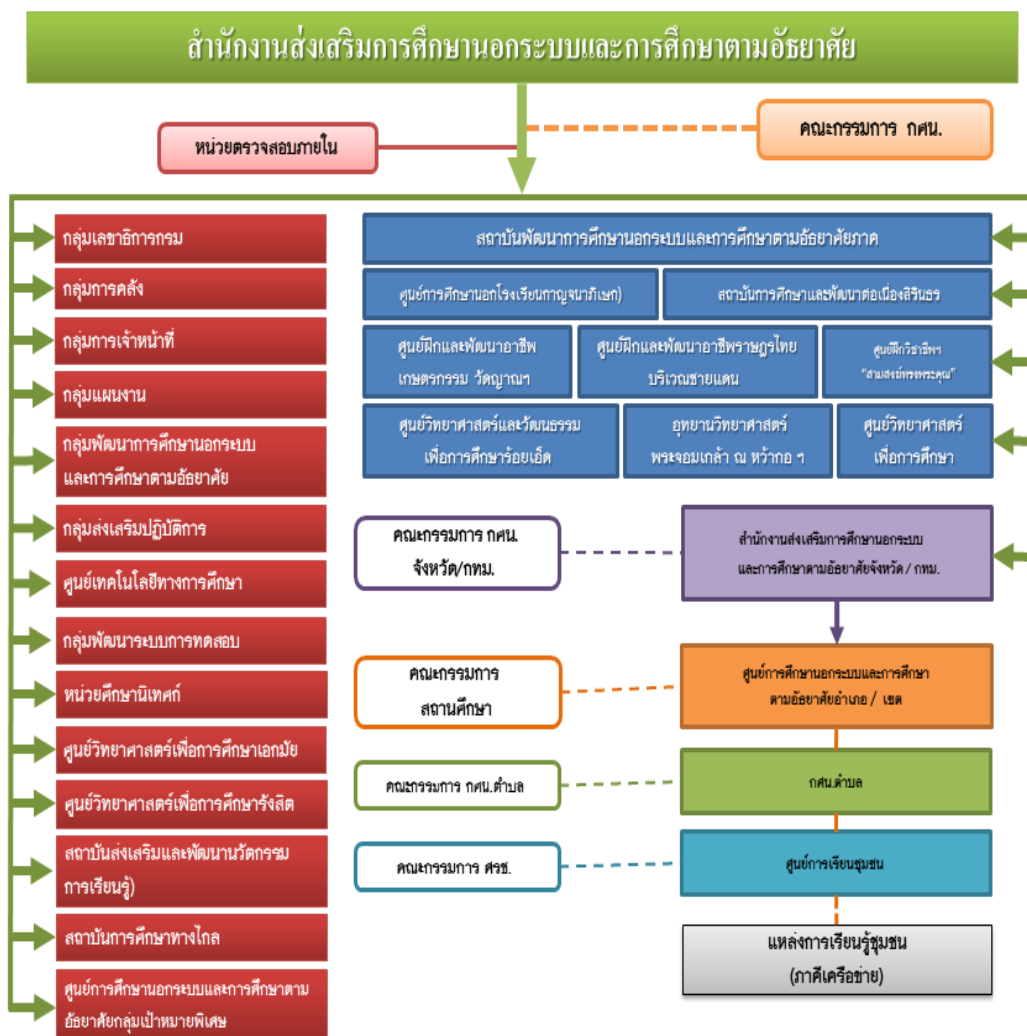 สำนักงานส่งเสริมการศึกษานอกระบบและการศึกษาตามอัธยาศัย
คณะกรรมการ กศน.
หน่วยตรวจสอบภายใน
กลุ่มเลขาธิการกรม
กลุ่มการคลัง
กลุ่มการเจ้าหน้าที่
กลุ่มแผนงาน
กลุ่มพัฒนาการศึกษานอกระบบ
และการศึกษาตามอัธยาศัย
กลุ่มส่งเสริมปฏิบัติการ
ศูนย์เทคโนโลยีทางการศึกษา
กลุ่มพัฒนาระบบการทดสอบ
หน่วยศึกษานิเทศก์
ศูนย์วิทยาศาสตร์เพื่อการศึกษาเอกมัย
ศูนย์วิทยาศาสตร์เพื่อการศึกษารังสิต
สถาบันส่งเสริมและพัฒนานวัตกรรม
การเรียนรู้)
สถาบันการศึกษาทางไกล
ศูนย์การศึกษานอกระบบและการศึกษาตาม
อัธยาศัยกลุ่มเป้าหมายพิเศษ
สถาบันพัฒนาการศึกษานอกระบบและการศึกษาตามอัธยาศัยภาค
ศูนย์การศึกษานอกโรงเรียนกาญจนาภิเษก)
สถาบันการศึกษาและพัฒนาต่อเนื่องสิรินธร
ศูนย์ฝึกและพัฒนาอาชีพ
เกษตรกรรม วัดญาณฯ
ศูนย์ฝึกและพัฒนาอาชีพราษฎรไทย
บริเวณชายแดน
ศูนย์ฝึกวิชาชีพฯ
"สามสงฆ์ทรงพระคุณ"
ศูนย์วิทยาศาสตร์และวัฒนธรรม
เพื่อการศึกษาร้อยเอ็ด
อุทยานวิทยาศาสตร์
พระจอมเกล้า ณ หว้ากอ ฯ
ศูนย์วิทยาศาสตร์
เพื่อการศึกษา
คณะกรรมการ กศน.
จังหวัด/กทม.
สำนักงานส่งเสริมการศึกษานอกระบบ
และการศึกษาตามอัธยาศัยจังหวัด/ กทม.
คณะกรรมการ
สถานศึกษา
ศูนย์การศึกษานอกระบบและการศึกษา
ตามอัธยาศัยอำเภอ / เขต
คณะกรรมการ กศน.ตำบล
กศน.ตำบล
คณะกรรมการ ศรช.
ศูนย์การเรียนชุมชน
แหล่งการเรียนรู้ชุมชน
(ภาคีเครือข่าย)